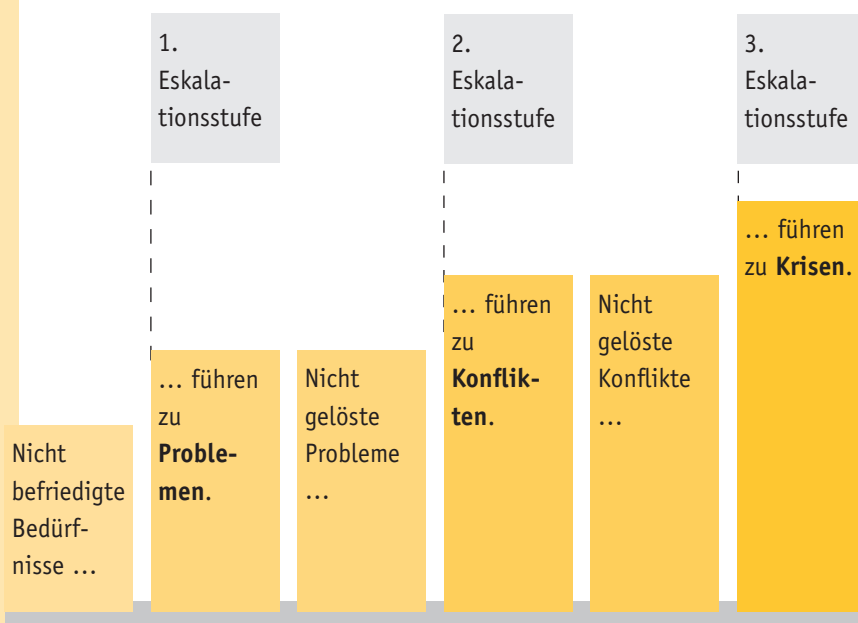 1.
Eskala-
tionsstufe
2.
Eskala-
tionsstufe
3.
Eskala-
tionsstufe
Nicht
befriedigte
Bedürf-
nisse ...
... führen
zu
Proble-
men.
Nicht
gelöste
Probleme
...
... führen
zu
Konflik-
ten.
Nicht
gelöste
Konflikte
...
... führen
zu Krisen.